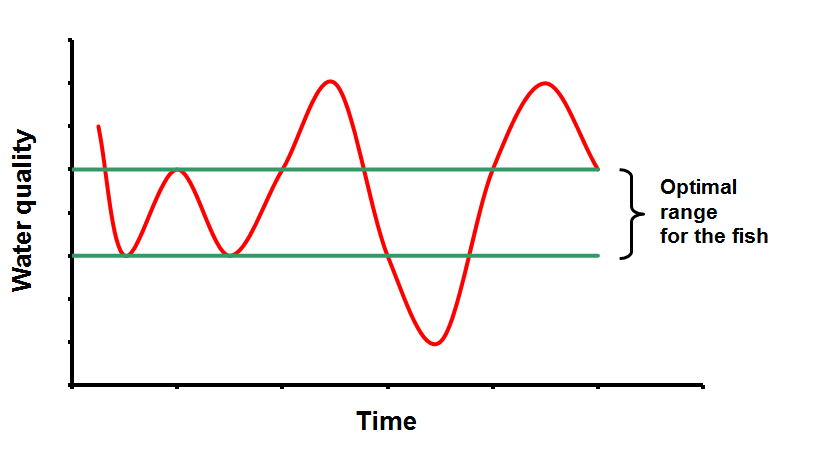 Water quality
Optimal
range
for the fish
Time